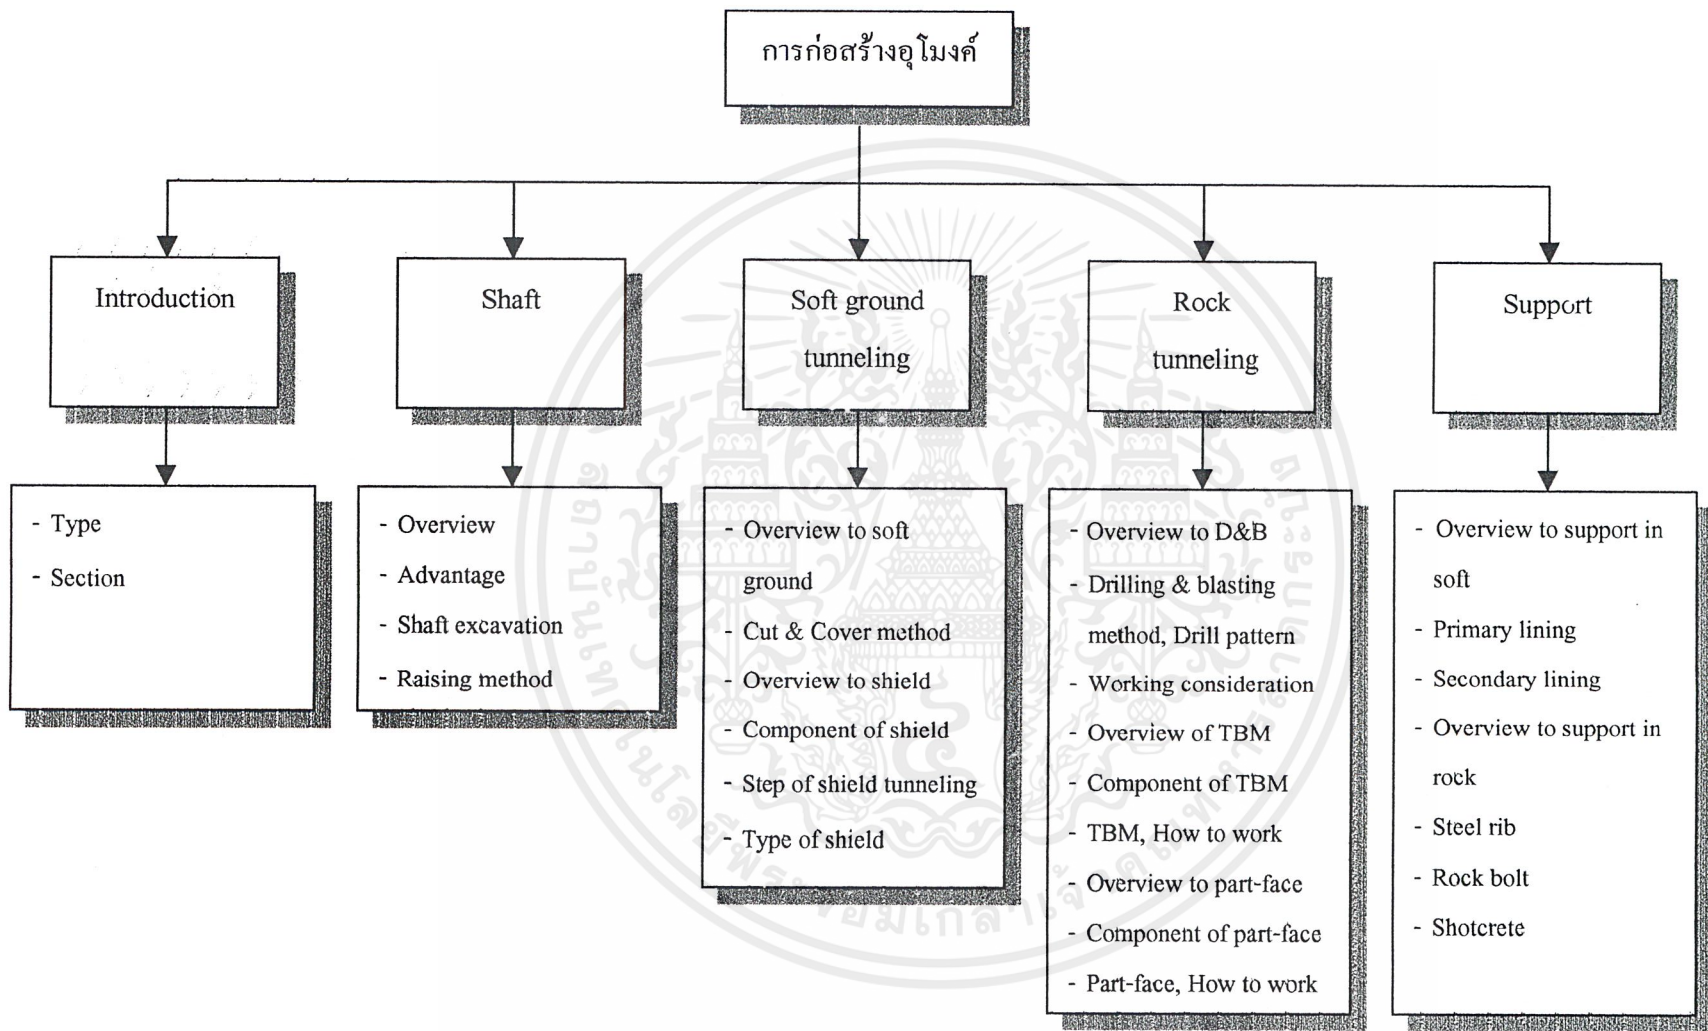 การก่อสร้างอุโมงค์
Introduction
Shaft
Soft ground
tunneling
Rock
tunneling
Support
- Type
- Section
- Overview
- Advantage
- Shaft excavation
- Raising method
- Overview to soft
ground
- Cut & Cover method
- Overview to shield
- Component of shield
- Step of shield tunneling
- Type of shield
- Overview to D&B
- Drilling & blasting
method, Drill pattern
- Working consideration
- Overview of TBM
- Component of TBM
- TBM, How to work
- Overview to part-face
- Component of part-face
- Part-face, How to work
- Overview to support in
soft
- Primary lining
- Secondary lining
- Overview to support in
rock
- Steel rib
- Rock bolt
- Shotcrete